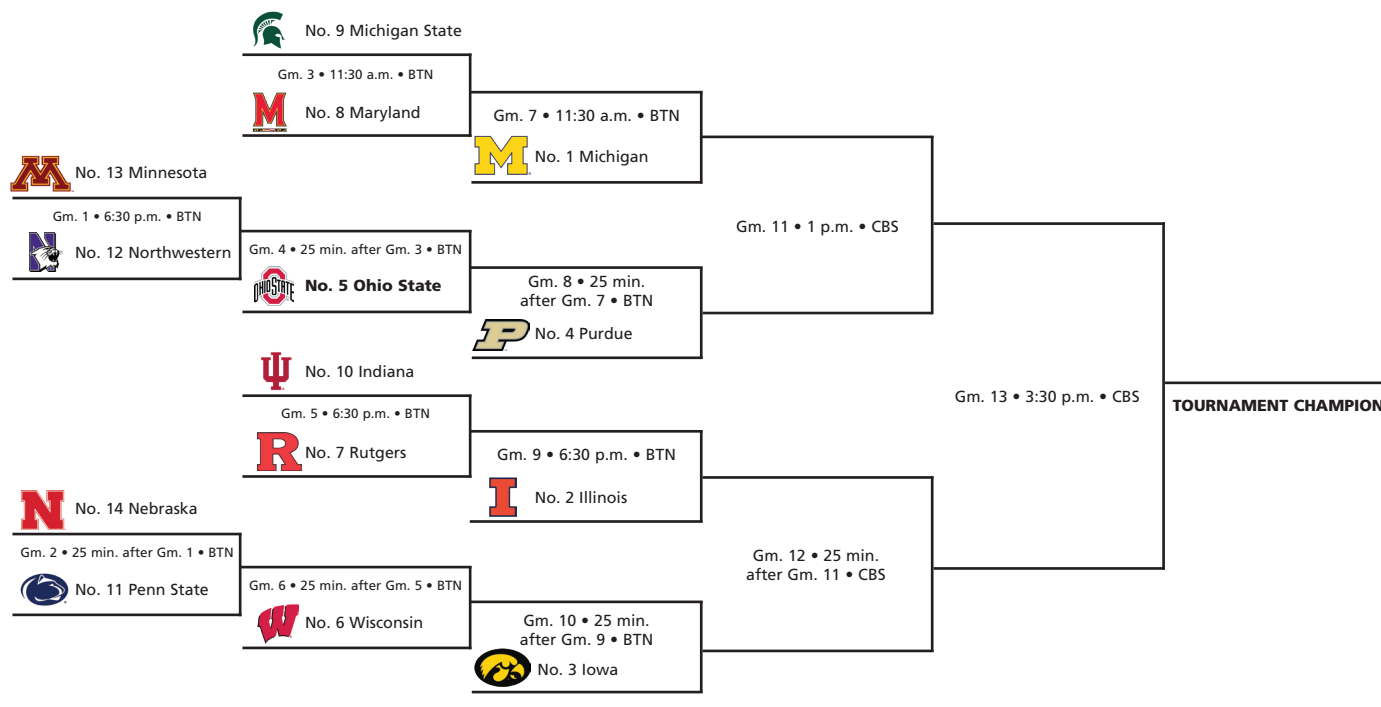 No. 9 Michigan State
Gm. 3 • 11:30 a.m. • BTN
No. 8 Maryland
Gm. 7 • 11:30 a.m. • BTN
No. 1 Michigan
No. 13 Minnesota
Gm. 1 • 6:30 p.m. • BTN
No. 12 Northwestern
Gm. 4 • 25 min. after Gm. 3 • BTN
OHIO STATE
No. 5 Ohio State
Gm. 8 • 25 min.
after Gm. 7 • BTN
No. 4 Purdue
Gm. 11 • 1 p.m. • CBS
No. 10 Indiana
Gm. 5 • 6:30 p.m. • BTN
No. 7 Rutgers
Gm. 9 • 6:30 p.m. • BTN
No. 2 Illinois
No. 14 Nebraska
Gm. 2 • 25 min. after Gm. 1 • BTN
No. 11 Penn State
Gm. 6 • 25 min. after Gm. 5 • BTN
No. 6 Wisconsin
Gm. 10 • 25 min.
after Gm. 9 • BTN
No. 3 Iowa
Gm. 12 • 25 min.
after Gm. 11 • CBS
Gm. 13 • 3:30 p.m. • CBS
TOURNAMENT CHAMPION